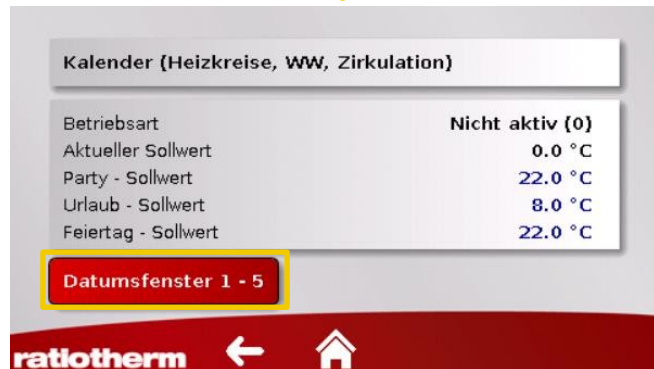 Kalender (Heizkreise, WW, Zirkulation)
Betriebsart Nicht aktiv (0)
Aktueller Sollwert 0.0 °C
Party - Sollwert 22.0 °C
Urlaub - Sollwert 8.0 °C
Feiertag - Sollwert 22.0 °C
Datumsfenster 1 - 5
ratiotherm